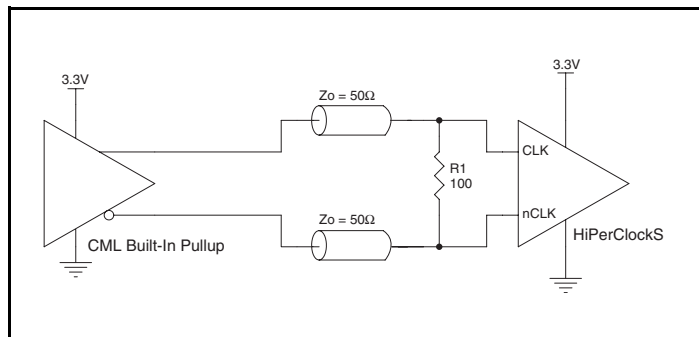 3.3V
3.3V
Zo = 50Ω
CLK
R1
100
nCLK
Zo = 50Ω
HiPerClockS
CML Built-In Pullup